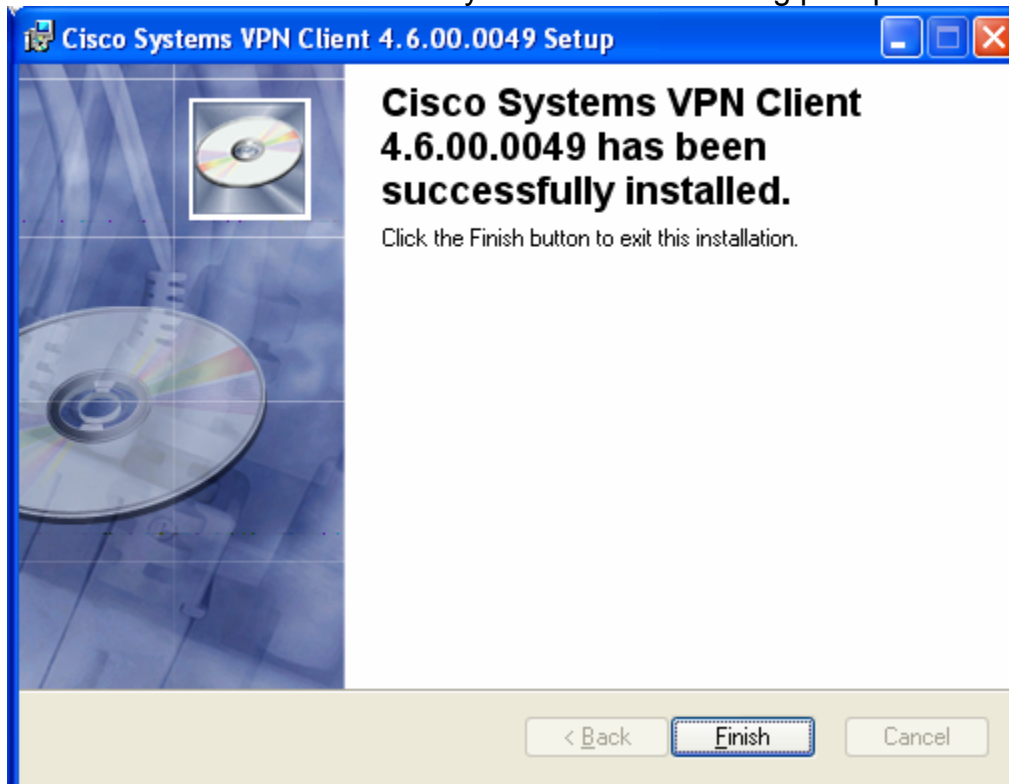 Cisco Systems VPN Client 4.6.00.0049 Setup
Cisco Systems VPN Client
4.6.00.0049 has been
successfully installed.
Click the Finish button to exit this installation.
< Back Finish Cancel